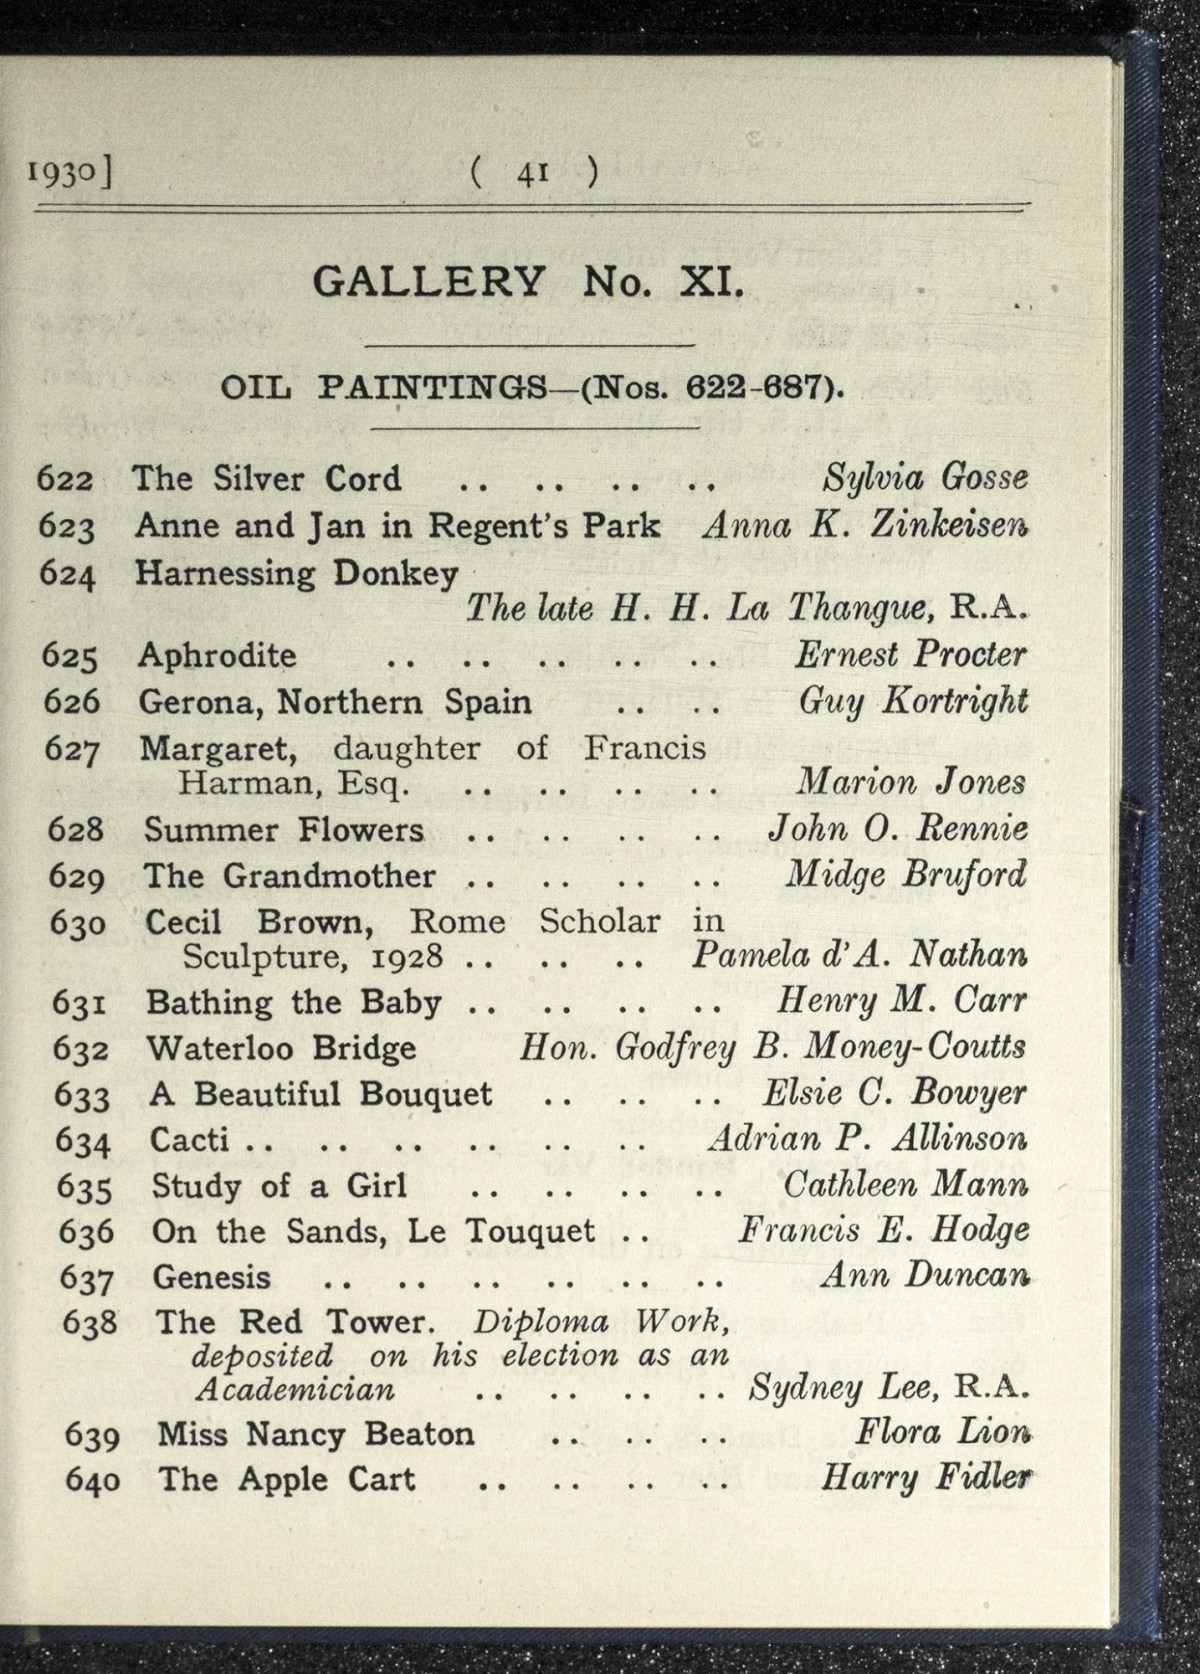 1930] ( 41 )
GALLERY No. XI.
OIL PAINTINGS—(Nos. 622-687).
622 The Silver Cord .. .. .. .. Sylvia Gosse
623 Anne and Jan in Regent's Park Anna K. Zinkeisen
624 Harnessing Donkey
The late H. H. La Thangue, R.A.
625 Aphrodite .. .. .. .. .. Ernest Procter
626 Gerona, Northern Spain .. .. Guy Kortright
627 Margaret, daughter of Francis
Harman, Esq. .. .. .. .. Marion Jones
628 Summer Flowers .. .. .. .. John O. Rennie
629 The Grandmother .. .. .. .. Midge Bruford
630 Cecil Brown, Rome Scholar in
Sculpture, 1928 .. .. .. Pamela d'A. Nathan
631 Bathing the Baby .. .. .. .. Henry M. Carr
632 Waterloo Bridge Hon. Godfrey B. Money-Coutts
633 A Beautiful Bouquet .. .. .. Elsie C. Bowyer
634 Cacti .. .. .. .. .. .. Adrian P. Allinson
635 Study of a Girl .. .. .. .. Cathleen Mann
636 On the Sands, Le Touquet .. Francis E. Hodge
637 Genesis .. .. .. .. .. .. Ann Duncan
638 The Red Tower. Diploma Work,
deposited on his election as an
Academician .. .. .. .. Sydney Lee, R.A.
639 Miss Nancy Beaton .. .. .. Flora Lion
640 The Apple Cart .. .. .. .. Harry Fidler